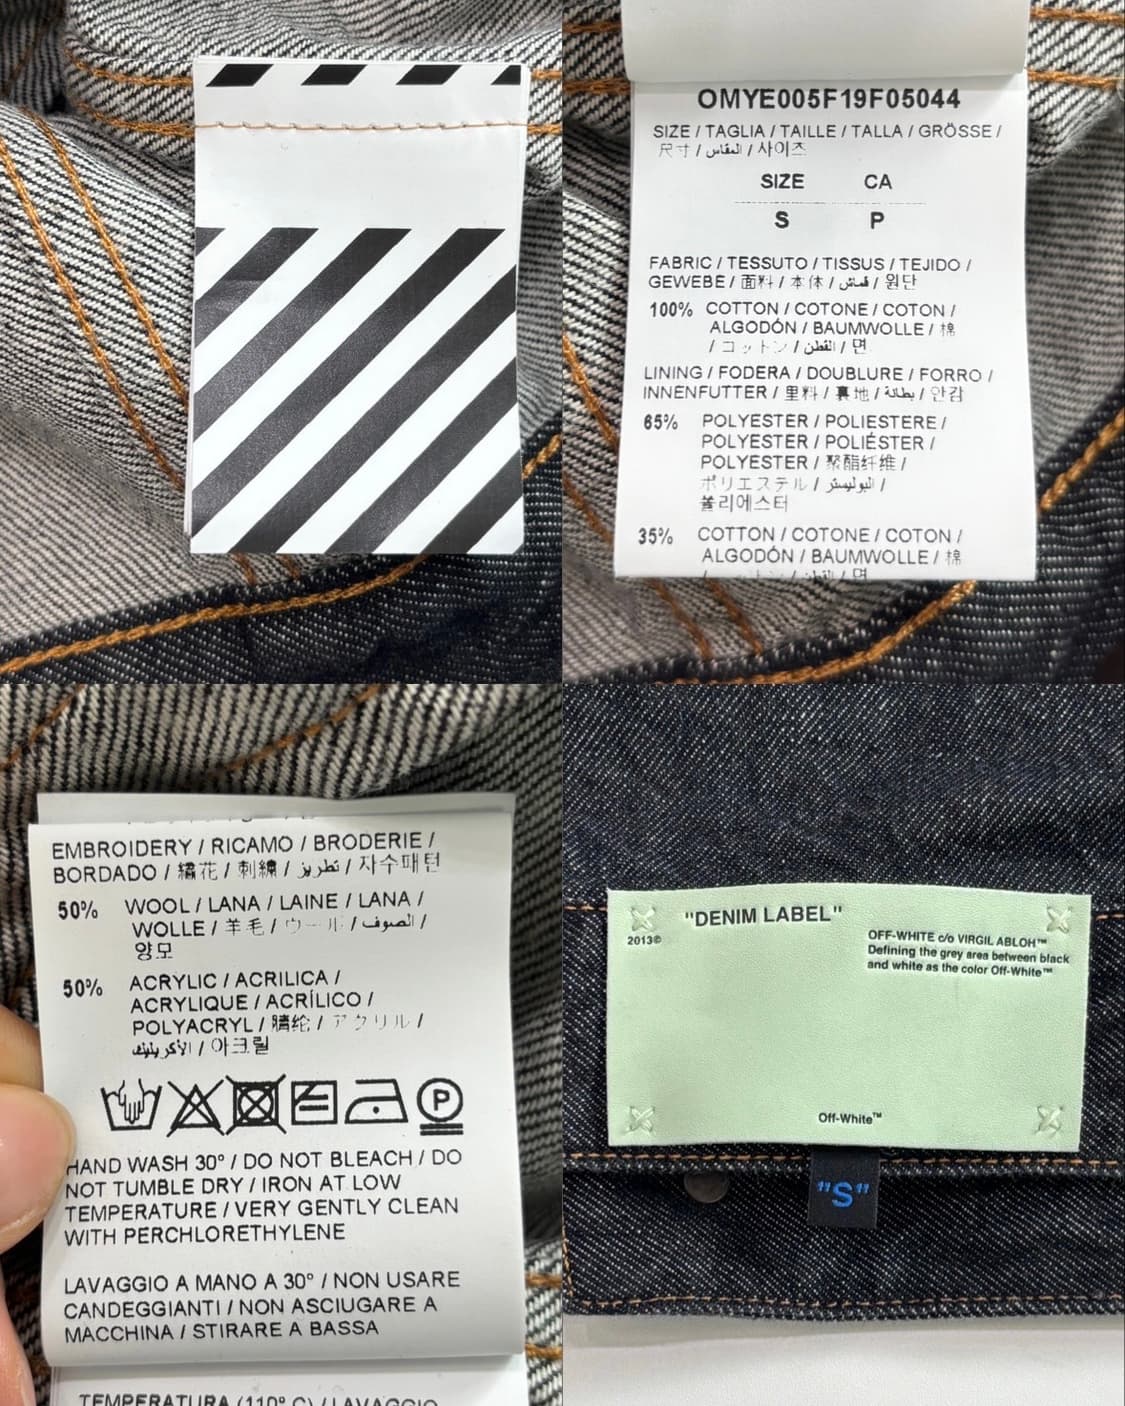 OMYE005F19F05044
SIZE / TAGLIA / TAILLE / TALLA / GRÖSSE /
尺寸 / المقاس / 사이즈
SIZE CA
S P
FABRIC / TESSUTO / TISSUS / TEJIDO /
GEWEBE / 面料 / 本体 / قماش / 원단
100% COTTON / COTONE / COTON /
ALGODÓN / BAUMWOLLE / 棉
/ コットン / القطن / 면
LINING / FODERA / DOUBLURE / FORRO /
INNENFUTTER / 里料 / 裏地 / بطانة / 안감
65% POLYESTER / POLIESTERE /
POLYESTER / POLIÉSTER /
POLYESTER / 聚酯纤维 /
ポリエステル / البوليستر /
폴리에스터
35% COTTON / COTONE / COTON /
ALGODÓN / BAUMWOLLE / 棉
EMBROIDERY / RICAMO / BRODERIE /
BORDADO / 繡花 / 刺繍 / تطريز / 자수패턴
50% WOOL / LANA / LAINE / LANA /
WOLLE / 羊毛 / ウール / الصوف /
양모
50% ACRYLIC / ACRILICA /
ACRYLIQUE / ACRÍLICO /
POLYACRYL / 腈纶 / アクリル /
الأكريليك / 아크릴
P
HAND WASH 30° / DO NOT BLEACH / DO
NOT TUMBLE DRY / IRON AT LOW
TEMPERATURE / VERY GENTLY CLEAN
WITH PERCHLORETHYLENE
LAVAGGIO A MANO A 30° / NON USARE
CANDEGGIANTI / NON ASCIUGARE A
MACCHINA / STIRARE A BASSA
TEMPERATURA (110° C) / LAVAGGIO
"DENIM LABEL"
2013©
OFF-WHITE c/o VIRGIL ABLOH™
Defining the grey area between black
and white as the color Off-White™
Off-White™
"S"